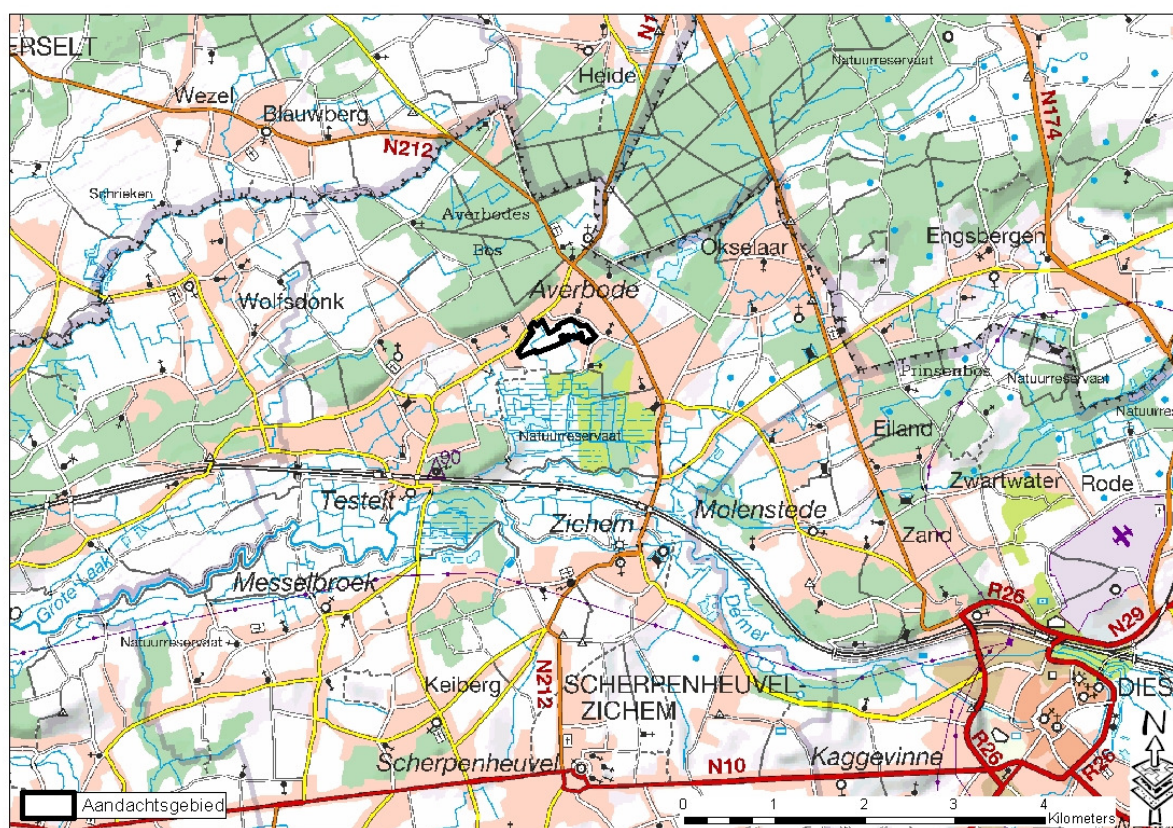 ERSELT
Wezel
Blauwberg
N212
Heide
Natuurreservaat
N174
Schrieken
Averbodes
Bos
Okselaar
Engsbergen
Wolfsdonk
Averbode
Prinsenbos
Natuurreservaat
Natuurre
Natuurreservaat
Eiland
90
Zwartwater
Rode
Testelt
Zichem
Molenstede
Zand
Grote Laak
Messelbroek
Demer
R26
N29
Natuurreservaat
Keiberg
N212
SCHERPENHEUVEL
ZICHEM
DIES
N
R26
R26
Scherpenheuvel
N10
Kaggevinne
Aandachtsgebied
0 1 2 3 4
Kilometers